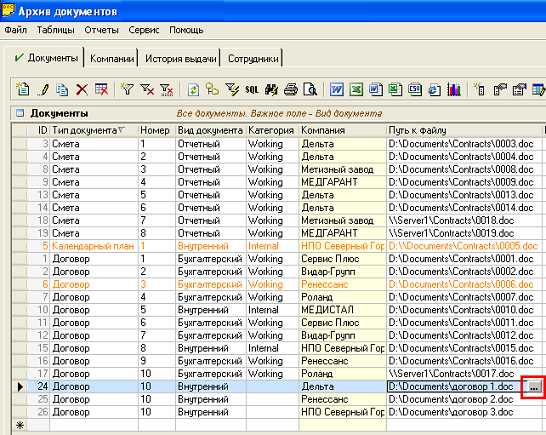 Архив документов
Файл Таблицы Отчеты Сервис Помощь
Документы Компании История выдачи Сотрудники
SQL
Документы Все документы. Важное поле - Вид документа
ID Тип документа Номер Вид документа Категория Компания Путь к Файлу
3 Смета 1 Отчетный Working Дельта D:\Documents\Contracts\0003.doc
4 Смета 2 Отчетный Working Дельта D:\Documents\Contracts\0004.doc
8 Смета 3 Отчетный Working Метизный завод D:\Documents\Contracts\0008.doc
9 Смета 4 Отчетный Working МЕДГАРАНТ D:\Documents\Contracts\0009.doc
13 Смета 5 Отчетный Working Дельта D:\Documents\Contracts\0013.doc
14 Смета 6 Отчетный Working Дельта D:\Documents\Contracts\0014.doc
18 Смета 7 Отчетный Working Метизный завод \\Server1\Contracts\0018.doc
19 Смета 8 Отчетный Working МЕДГАРАНТ \\Server1\Contracts\0019.doc
5 Календарный план 1 Внутренний Internal НПО Северный Гор D:\Documents\Contracts\0005.doc
1 Договор 1 Бухгалтерский Working Сервис Плюс D:\Documents\Contracts\0001.doc
2 Договор 2 Бухгалтерский Working Видар-Групп D:\Documents\Contracts\0002.doc
6 Договор 3 Бухгалтерский Working Ренессанс D:\Documents\Contracts\0006.doc
7 Договор 4 Бухгалтерский Working Роланд D:\Documents\Contracts\0007.doc
10 Договор 5 Внутренний Internal МЕДИСТАЛ D:\Documents\Contracts\0010.doc
11 Договор 6 Бухгалтерский Working Сервис Плюс D:\Documents\Contracts\0011.doc
12 Договор 7 Бухгалтерский Working Видар-Групп D:\Documents\Contracts\0012.doc
15 Договор 8 Внутренний Internal НПО Северный Гор D:\Documents\Contracts\0015.doc
16 Договор 9 Бухгалтерский Working Ренессанс D:\Documents\Contracts\0016.doc
17 Договор 10 Бухгалтерский Working Роланд \\Server1\Contracts\0017.doc
24 Договор 10 Внутренний Дельта D:\Documents\договор 1.doc ...
25 Договор 10 Внутренний Ренессанс D:\Documents\договор 2.doc
26 Договор 10 Внутренний НПО Северный Гор D:\Documents\договор 3.doc